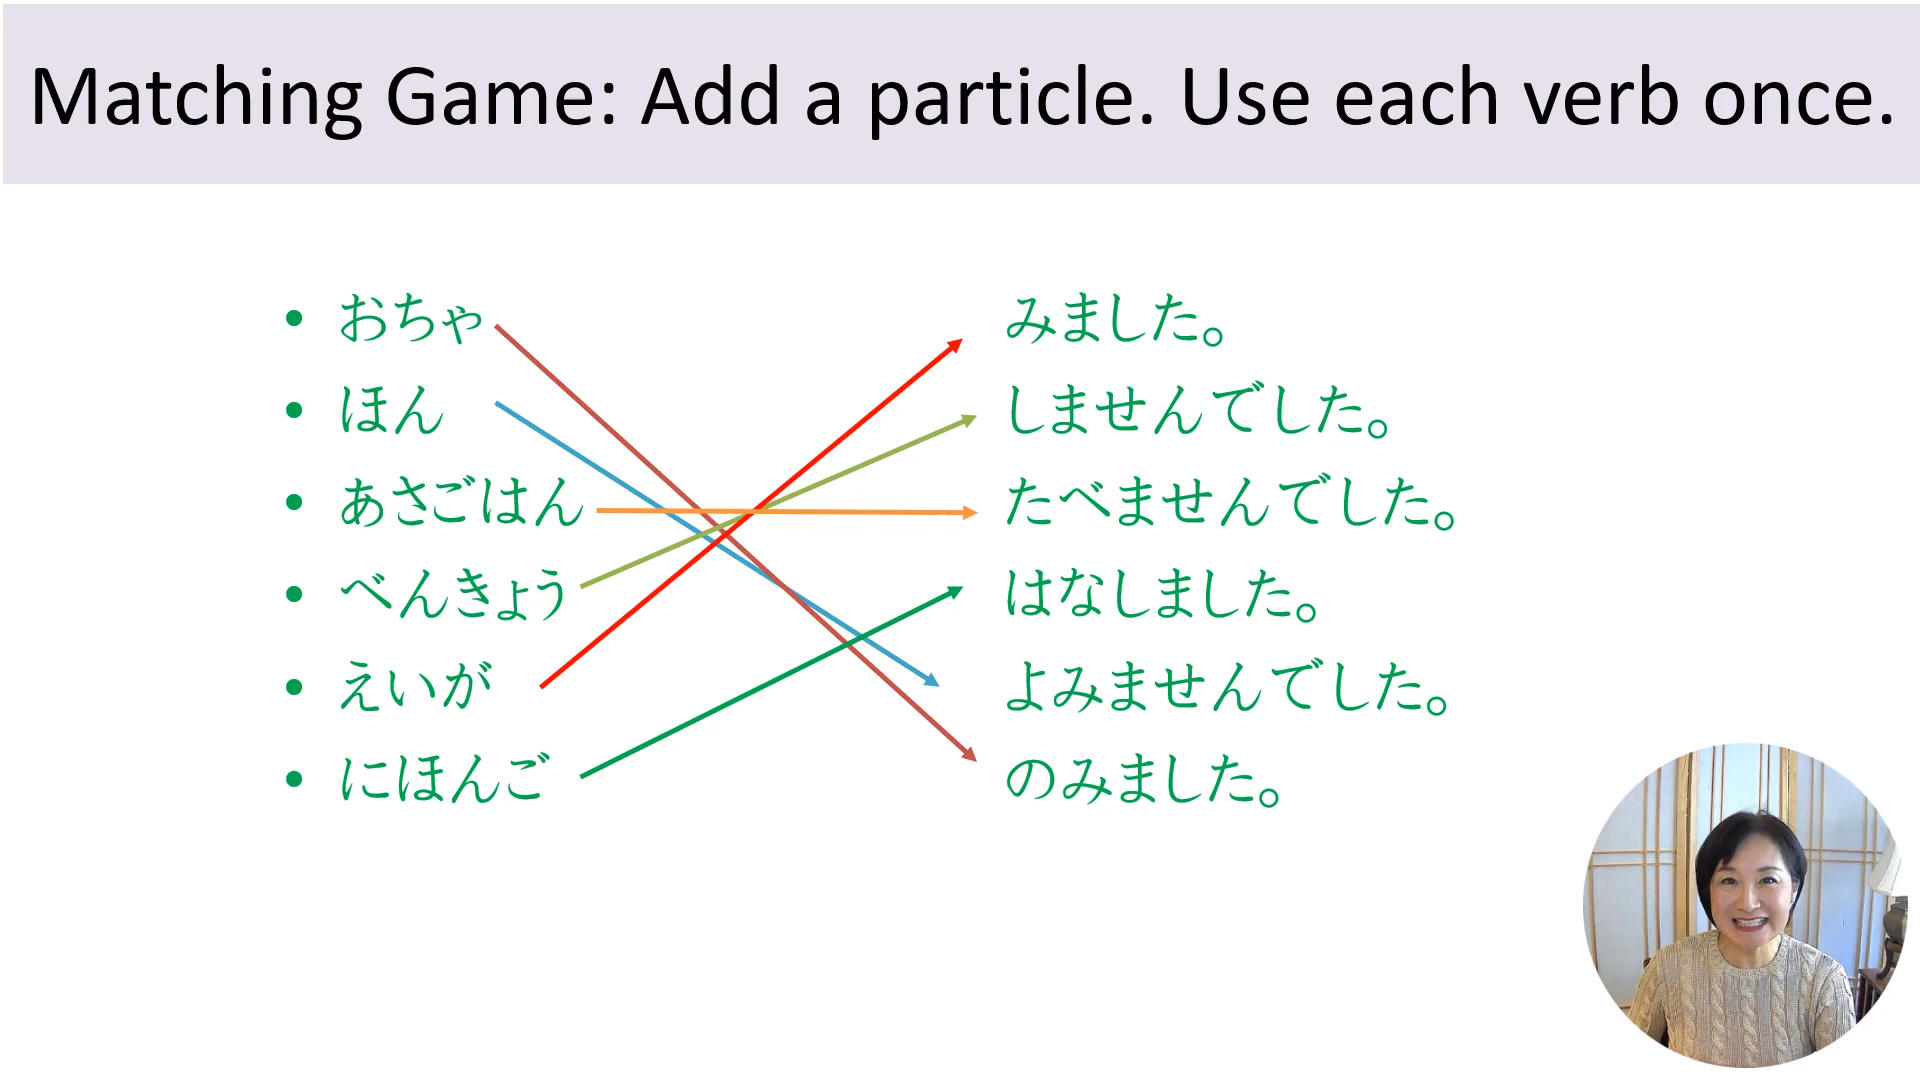 Matching Game: Add a particle. Use each verb once.
• おちゃ みました。
• ほん しませんでした。
• あさごはん たべませんでした。
• べんきょう はなしました。
• えいが よみませんでした。
• にほんご のみました。